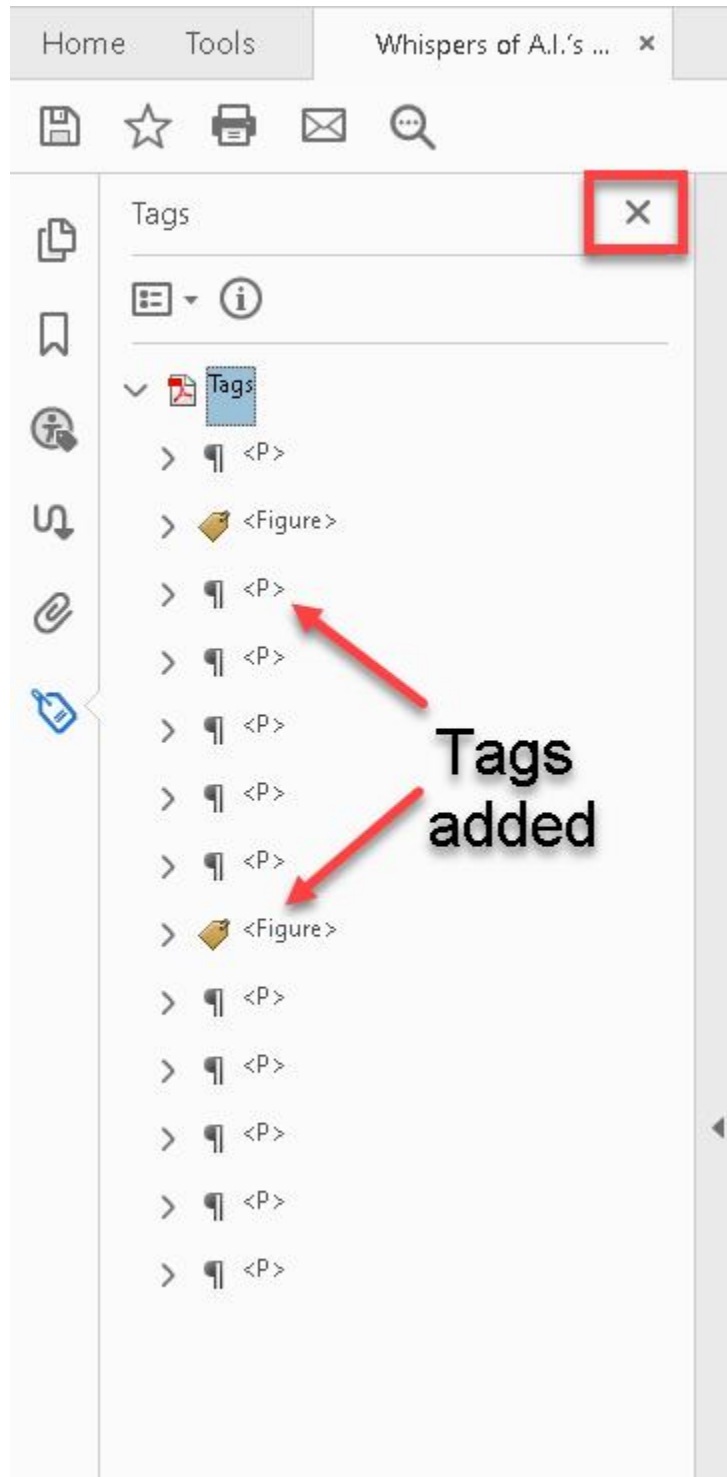 Home Tools Whispers of A.I.'s ...
Tags
Tags
<P>
<Figure>
<P>
<P>
<P>
<P>
<P>
<Figure>
<P>
<P>
<P>
<P>
<P>
Tags
added